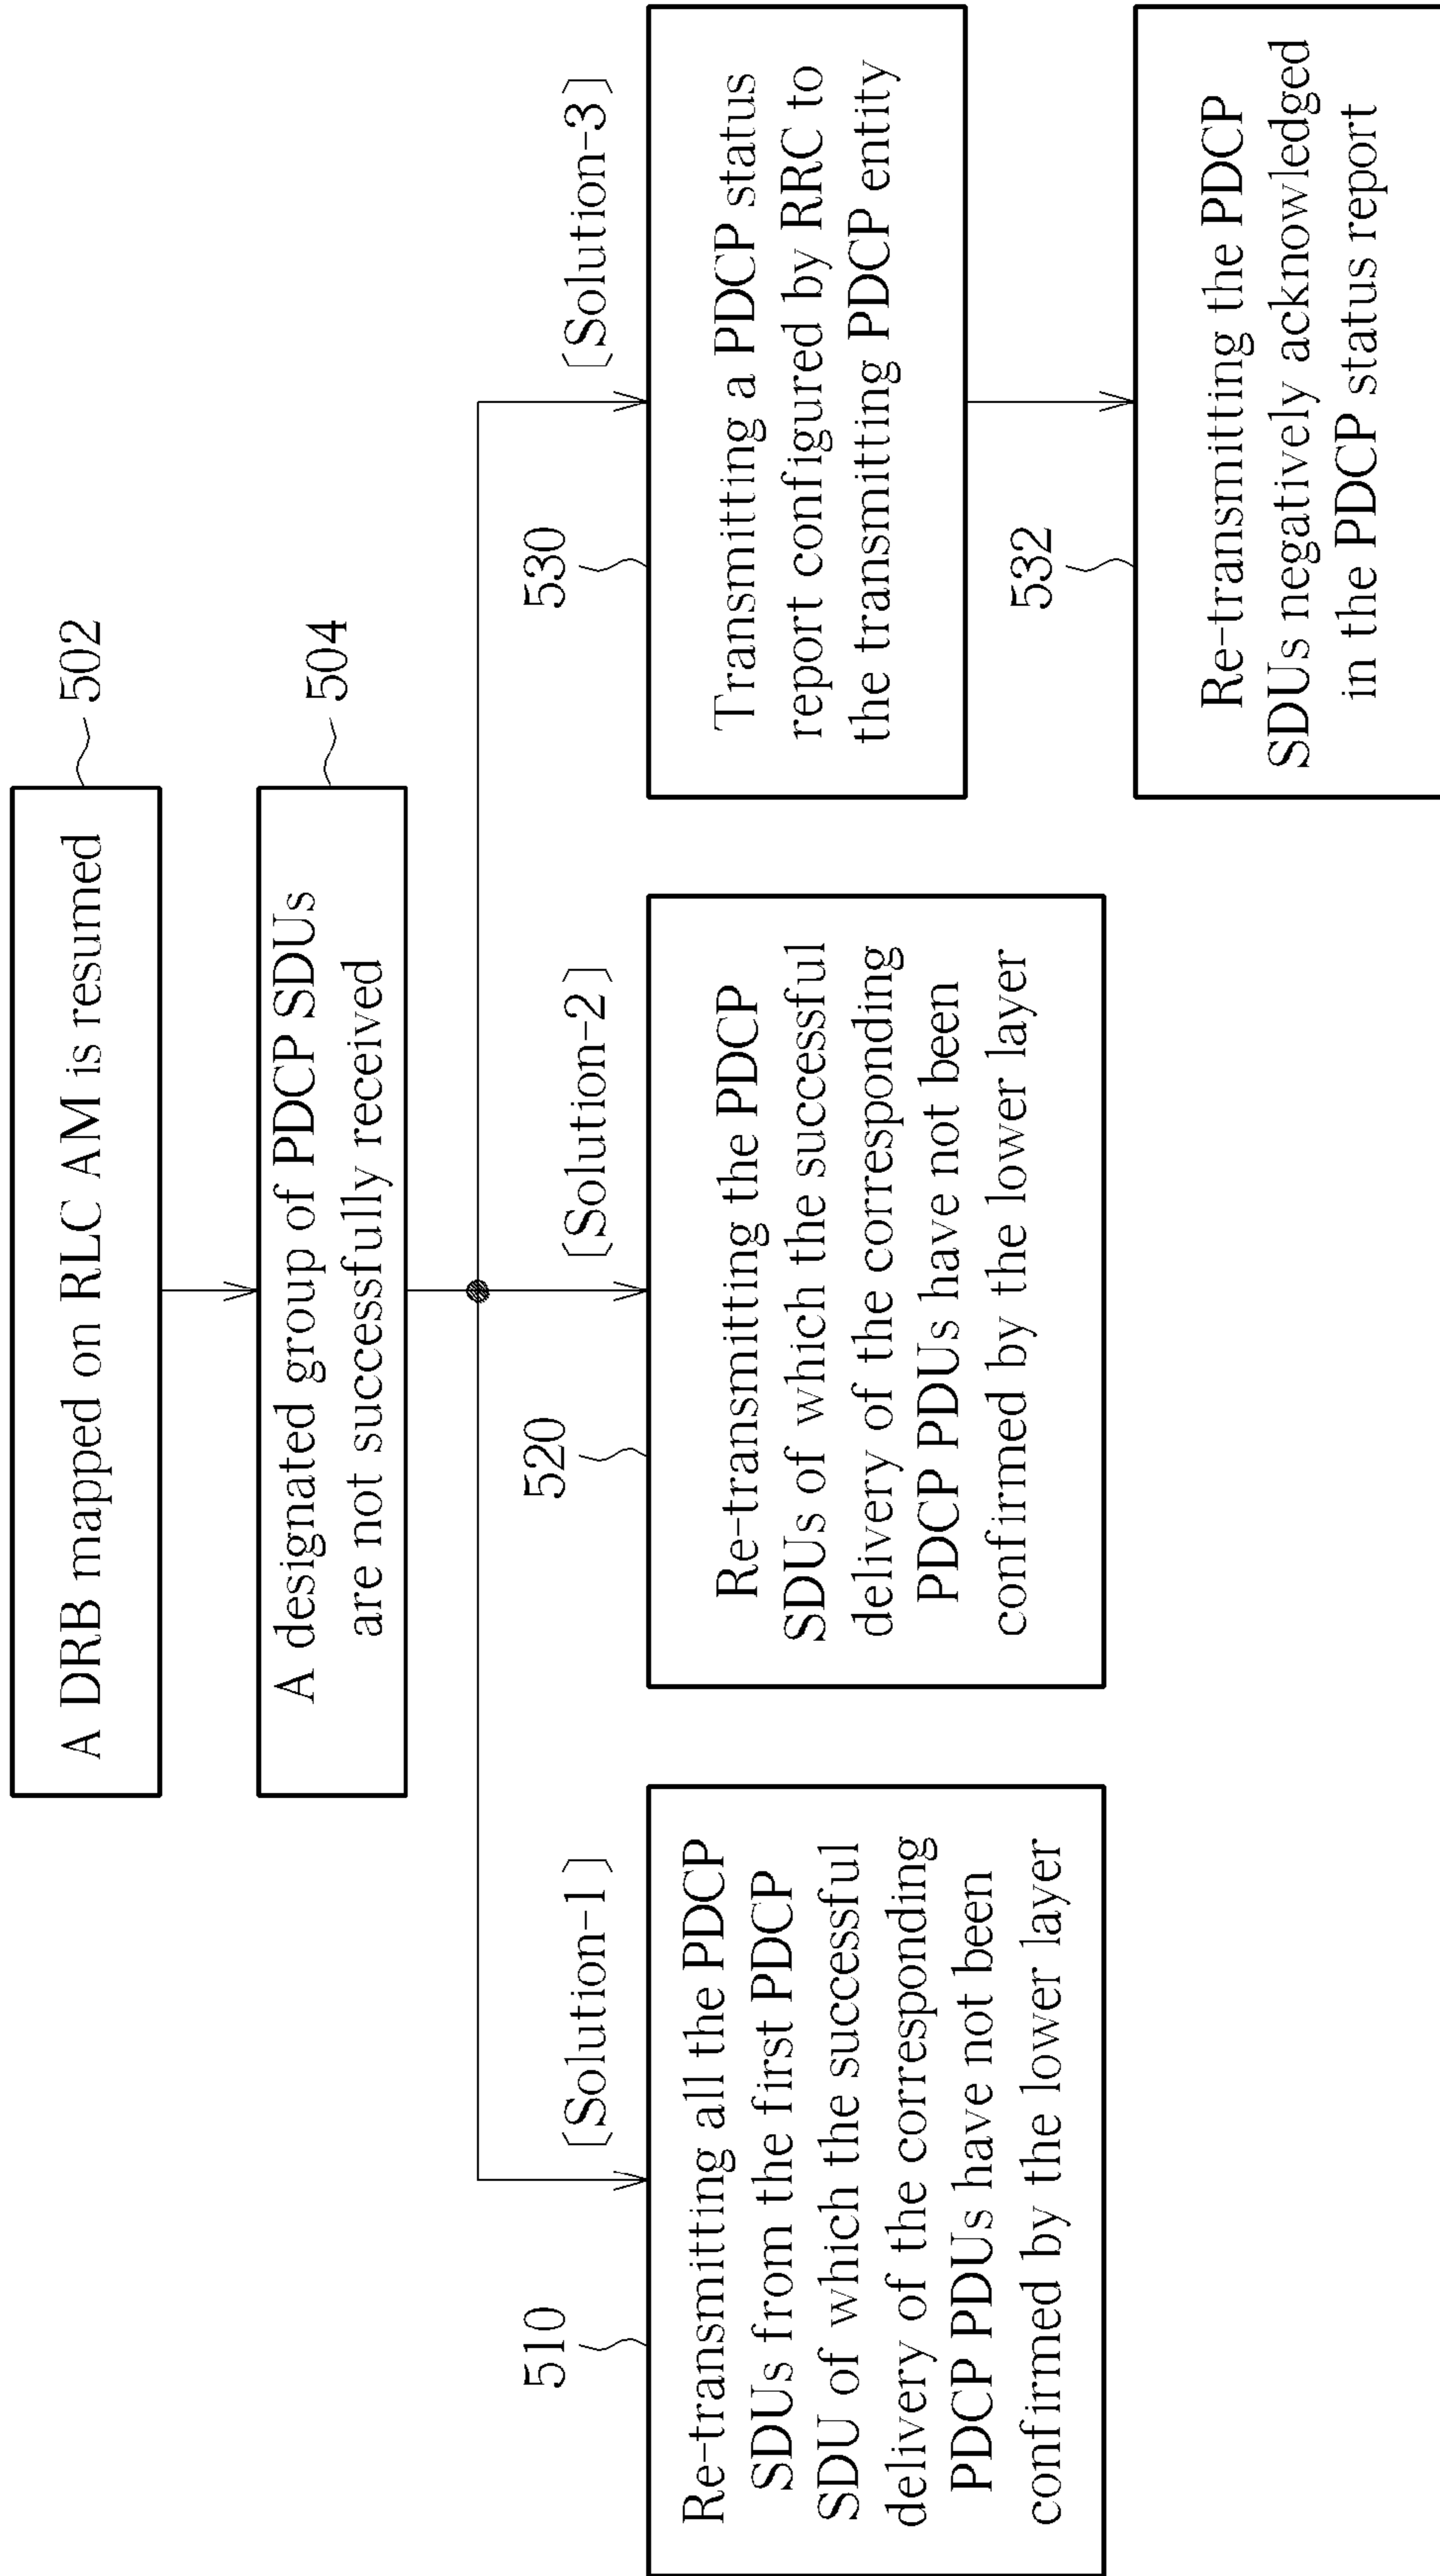 A DRB mapped on RLC AM is resumed
502
A designated group of PDCP SDUs
are not successfully received
504
(Solution-1)
510
Re-transmitting all the PDCP
SDUs from the first PDCP
SDU of which the successful
delivery of the corresponding
PDCP PDUs have not been
confirmed by the lower layer
(Solution-2)
520
Re-transmitting the PDCP
SDUs of which the successful
delivery of the corresponding
PDCP PDUs have not been
confirmed by the lower layer
(Solution-3)
530
Transmitting a PDCP status
report configured by RRC to
the transmitting PDCP entity
532
Re-transmitting the PDCP
SDUs negatively acknowledged
in the PDCP status report